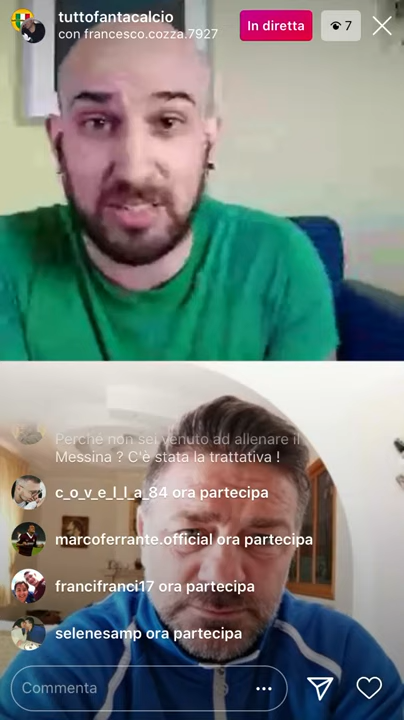 tuttofantacalcio
con francesco.cozza.7927
In diretta
7
Perché non sei venuto ad allenare il
Messina ? C'è stata la trattativa !
c_o_v_e_l_l_a_84 ora partecipa
marcoferrante.official ora partecipa
francifranci17 ora partecipa
selenesamp ora partecipa
Commenta